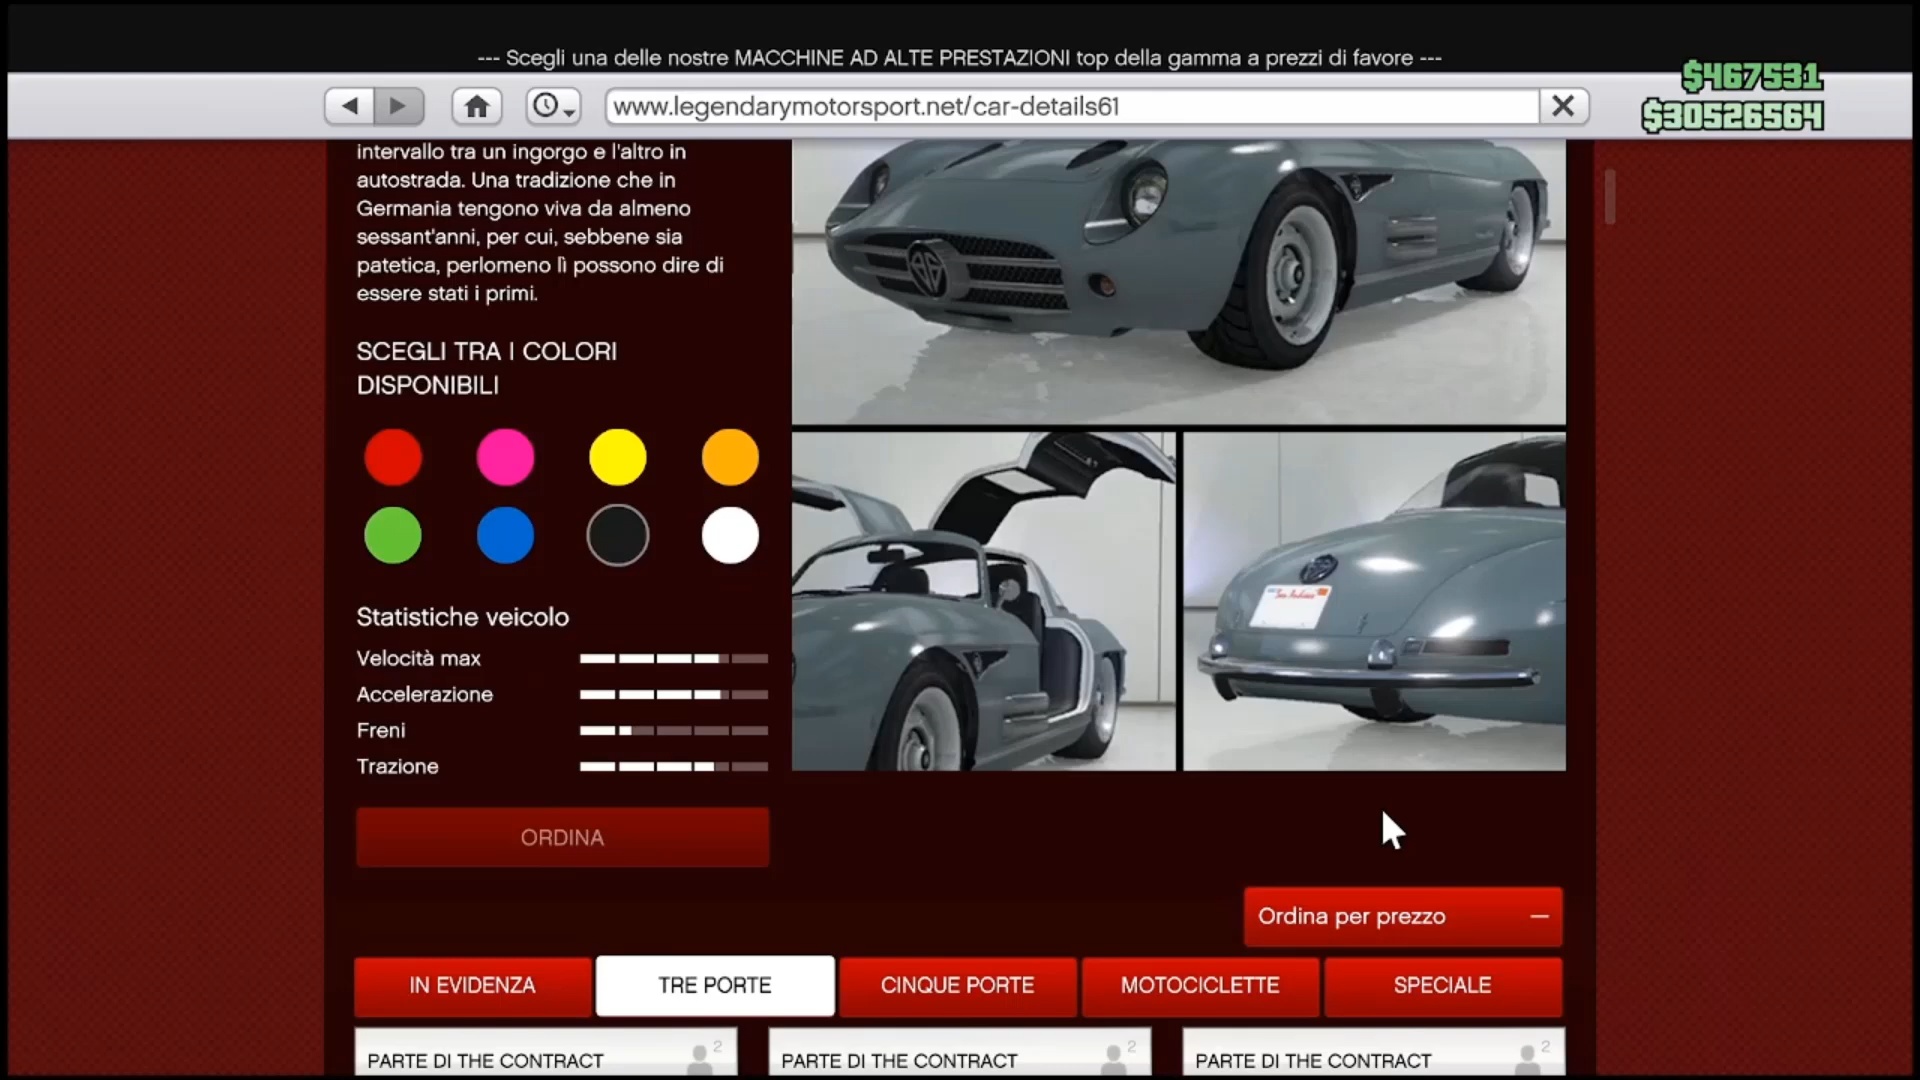 --- Scegli una delle nostre MACCHINE AD ALTE PRESTAZIONI top della gamma a prezzi di favore ---
$467531
www.legendarymotorsport.net/car-details61
$30526564
intervallo tra un ingorgo e l'altro in
autostrada. Una tradizione che in
Germania tengono viva da almeno
sessant'anni, per cui, sebbene sia
patetica, perlomeno lì possono dire di
essere stati i primi.
SCEGLI TRA I COLORI
DISPONIBILI
Statistiche veicolo
Velocità max
Accelerazione
Freni
Trazione
ORDINA
Ordina per prezzo
IN EVIDENZA
TRE PORTE
CINQUE PORTE
MOTOCICLETTE
SPECIALE
PARTE DI THE CONTRACT
2
PARTE DI THE CONTRACT
2
PARTE DI THE CONTRACT
2